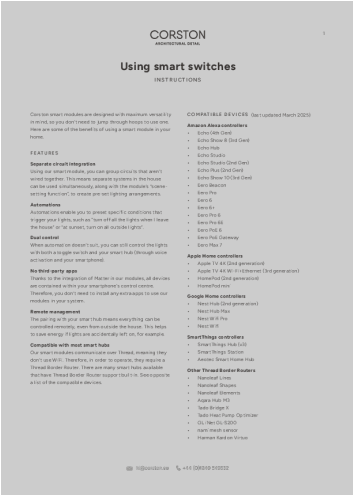 CORSTON
ARCHITECTURAL DETAIL
Using smart switches
INSTRUCTIONS
Corston smart modules are designed with maximum versatility
in mind, so you don't need to jump through hoops to use one.
Here are some of the benefits of using a smart module in your
home.
FEATURES
Separate circuit integration
Using our smart module, you can group circuits that aren't
wired together. This means separate systems in the house
can be used simultaneously, along with the module's "scene-
setting function", to create pre-set lighting arrangements.
Automations
Automations enable you to preset specific conditions that
trigger your lights, such as "turn off all the lights when I leave
the house" or "at sunset, turn on all outside lights".
Dual control
When automation doesn't suit, you can still control the lights
with both a toggle switch and your smart hub (through voice
activation and your smartphone).
No third-party apps
Thanks to the integration of Matter in our modules, all devices
are contained within your smartphone's control centre.
Therefore, you don't need to install any extra apps to use our
modules in your system.
Remote management
The pairing with your smart hub means everything can be
controlled remotely, even from outside the house. This helps
to save energy if lights are accidentally left on, for example.
Compatible with most smart hubs
Our smart modules communicate over Thread, meaning they
don't use WiFi. Therefore, in order to operate, they require a
Thread Border Router. There are many smart hubs available
that have Thread Border Router support built in. See opposite
a list of the compatible devices.
COMPATIBLE DEVICES (last updated March 2025)
Amazon Alexa controllers
• Echo (4th Gen)
• Echo Show 8 (3rd Gen)
• Echo Hub
• Echo Studio
• Echo Studio (2nd Gen)
• Echo Plus (2nd Gen)
• Echo Show 10 (3rd Gen)
• Eero Beacon
• Eero Pro
• Eero 6
• Eero 6+
• Eero Pro 6
• Eero Pro 6E
• Eero PoE 6
• Eero PoE Gateway
• Eero Max 7
Apple Home controllers
• Apple TV 4K (2nd generation)
• Apple TV 4K Wi-Fi + Ethernet (3rd generation)
• HomePod (2nd generation)
• HomePod mini
Google Home controllers
• Nest Hub (2nd generation)
• Nest Hub Max
• Nest Wifi Pro
• Nest Wifi
SmartThings controllers
• SmartThings Hub (v3)
• SmartThings Station
• Aeotec Smart Home Hub
Other Thread Border Routers
• Nanoleaf Lines
• Nanoleaf Shapes
• Nanoleaf Elements
• Aqara Hub M3
• Tado Bridge X
• Tado Heat Pump Optimizer
• GL-iNet GL-S200